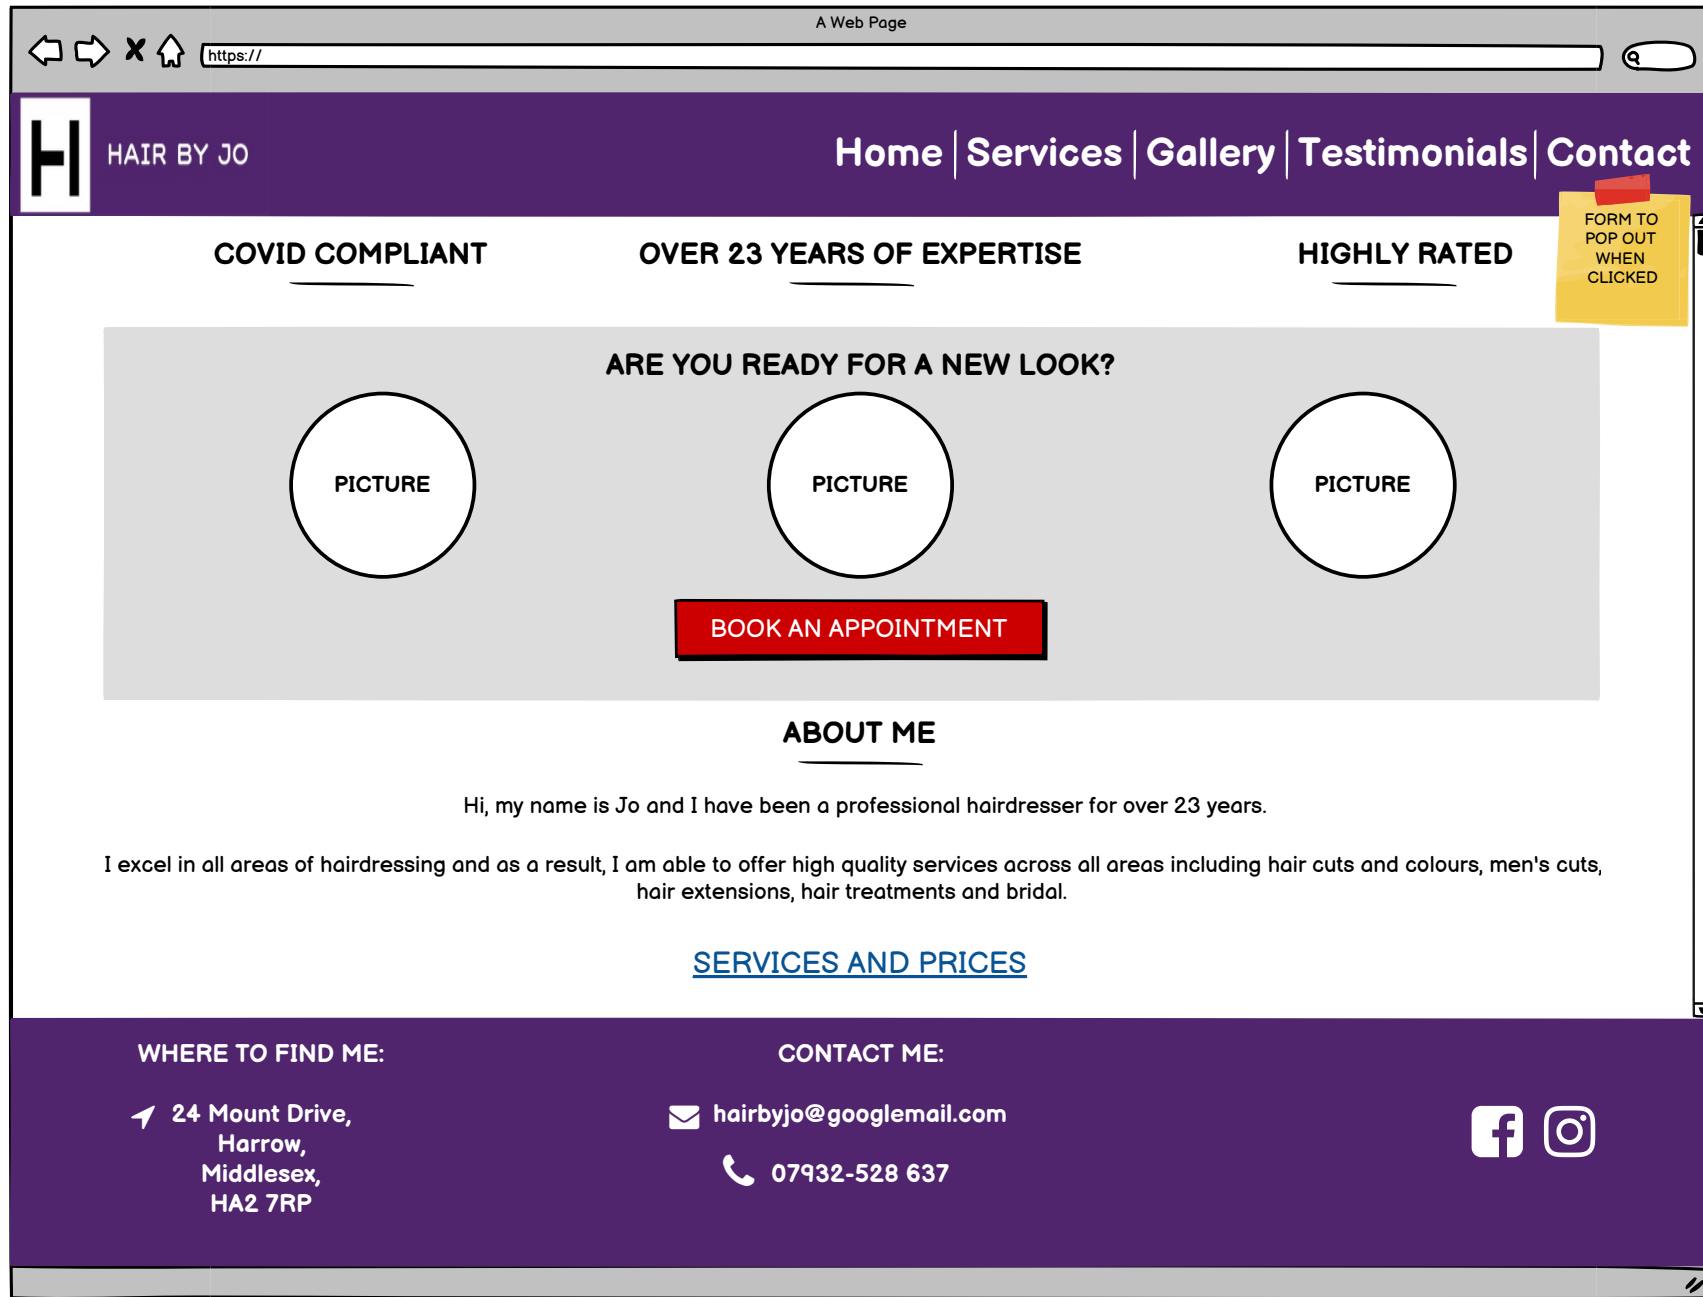 A Web Page
https://
H
HAIR BY JO
Home Services Gallery Testimonials Contact
FORM TO
POP OUT
WHEN
CLICKED
COVID COMPLIANT
OVER 23 YEARS OF EXPERTISE
HIGHLY RATED
ARE YOU READY FOR A NEW LOOK?
PICTURE
PICTURE
PICTURE
BOOK AN APPOINTMENT
ABOUT ME
Hi, my name is Jo and I have been a professional hairdresser for over 23 years.
I excel in all areas of hairdressing and as a result, I am able to offer high quality services across all areas including hair cuts and colours, men's cuts,
hair extensions, hair treatments and bridal.
SERVICES AND PRICES
WHERE TO FIND ME:
24 Mount Drive,
Harrow,
Middlesex,
HA2 7RP
CONTACT ME:
hairbyjo@googlemail.com
07932-528 637